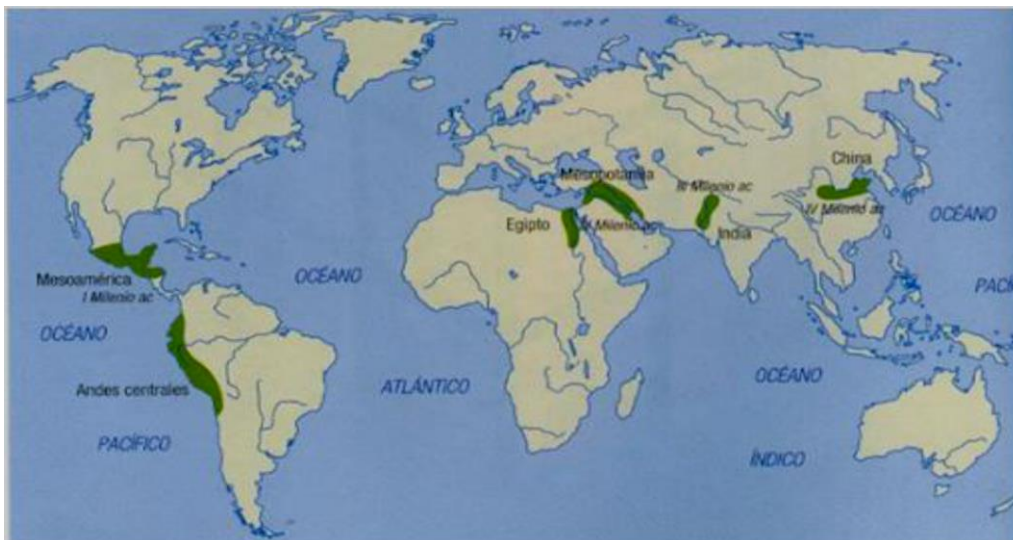 China
Mesopotamia
III Milenio ac
IV Milenio ac
OCÉANO
Egipto
Milenio ac
India
OCÉANO
Mesoamérica
I Milenio ac
PACÍ
OCÉANO
OCÉANO
ATLÁNTICO
Andes centrales
PACÍFICO
ÍNDICO